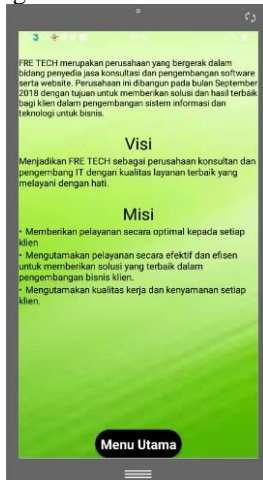 FRE TECH merupakan perusahaan yang bergerak dalam
bidang penyedia jasa konsultasi dan pengembangan software
serta website. Perusahaan ini dibangun pada bulan September
2018 dengan tujuan untuk memberikan solusi dan hasil terbaik
bagi klien dalam pengembangan sistem informasi dan
teknologi untuk bisnis.
Visi
Menjadikan FRE TECH sebagai perusahaan konsultan dan
pengembang IT dengan kualitas layanan terbaik yang
melayani dengan hati.
Misi
• Memberikan pelayanan secara optimal kepada setiap
klien
• Mengutamakan pelayanan secara efektif dan efisen
untuk memberikan solusi yang terbaik dalam
pengembangan bisnis klien.
• Mengutamakan kualitas kerja dan kenyamanan setiap
klien.
Menu Utama